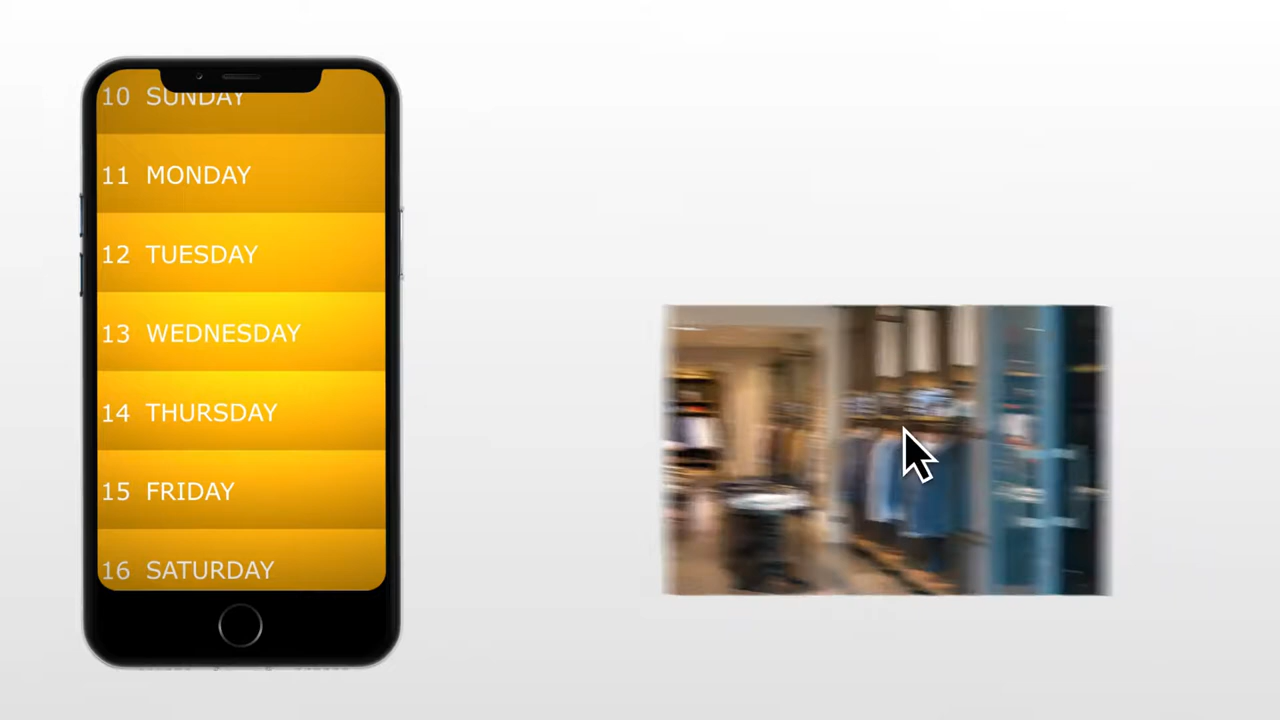 10 SUNDAY
11 MONDAY
12 TUESDAY
13 WEDNESDAY
14 THURSDAY
15 FRIDAY
16 SATURDAY